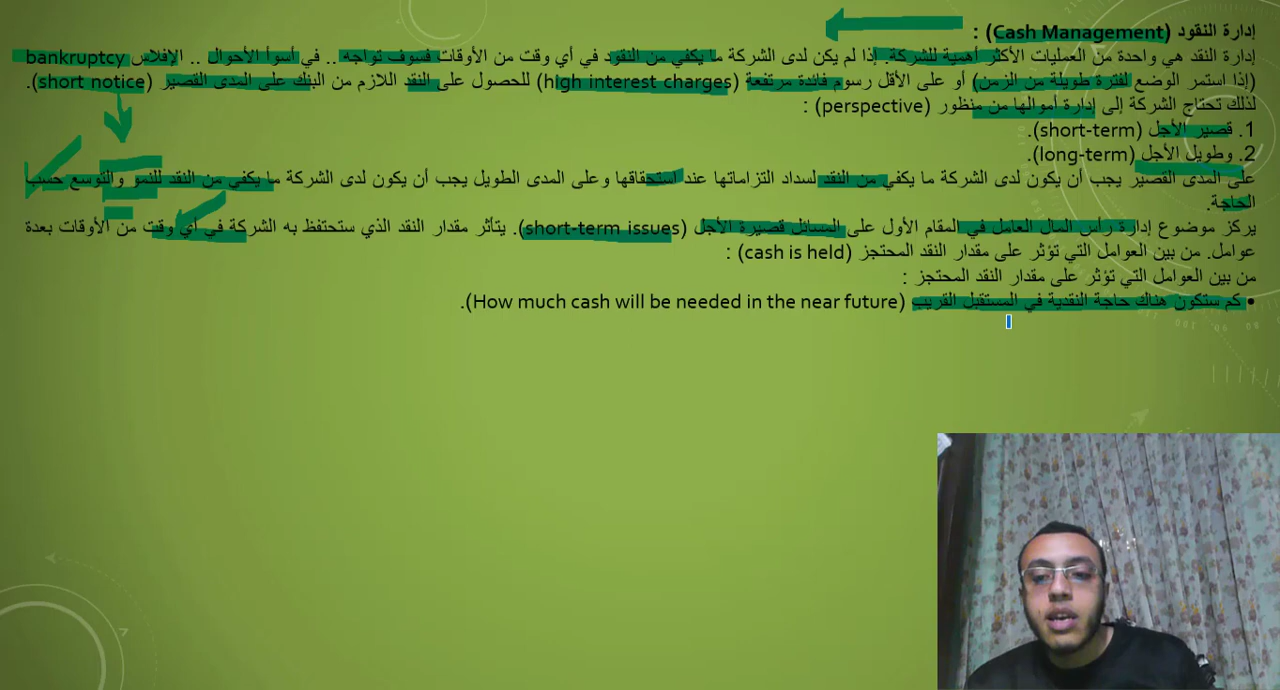 إدارة النقود (Cash Management) :
إدارة النقد هي واحدة من العمليات الأكثر أهمية للشركة. إذا لم يكن لدى الشركة ما يكفي من النقود في أي وقت من الأوقات فسوف تواجه .. في أسوأ الأحوال .. الإفلاس bankruptcy
(إذا استمر الوضع لفترة طويلة من الزمن) أو على الأقل رسوم فائدة مرتفعة (high interest charges) للحصول على النقد اللازم من البنك على المدى القصير (short notice).
لذلك تحتاج الشركة إلى إدارة أموالها من منظور (perspective) :
1. قصير الأجل (short-term).
2. وطويل الأجل (long-term).
على المدى القصير يجب أن يكون لدى الشركة ما يكفي من النقد لسداد التزاماتها عند استحقاقها وعلى المدى الطويل يجب أن يكون لدى الشركة ما يكفي من النقد للنمو والتوسع حسب
الحاجة.
يركز موضوع إدارة رأس المال العامل في المقام الأول على المسائل قصيرة الأجل (short-term issues). يتأثر مقدار النقد الذي ستحتفظ به الشركة في أي وقت من الأوقات بعدة
عوامل. من بين العوامل التي تؤثر على مقدار النقد المحتجز (cash is held) :
من بين العوامل التي تؤثر على مقدار النقد المحتجز :
• كم ستكون هناك حاجة النقدية في المستقبل القريب (How much cash will be needed in the near future).